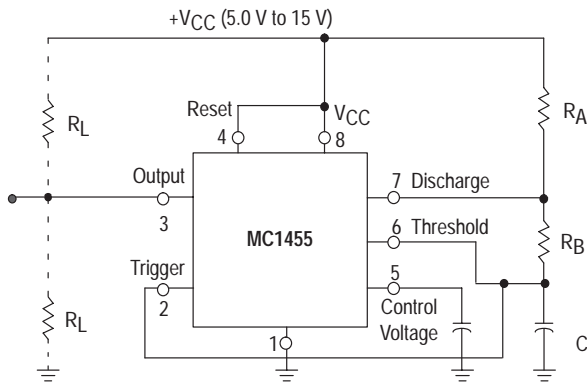 +VCC (5.0 V to 15 V)
RL
Reset
4
VCC
8
RA
Output
3
7 Discharge
MC1455
6 Threshold
RB
Trigger
2
5
Control
Voltage
RL
1
C